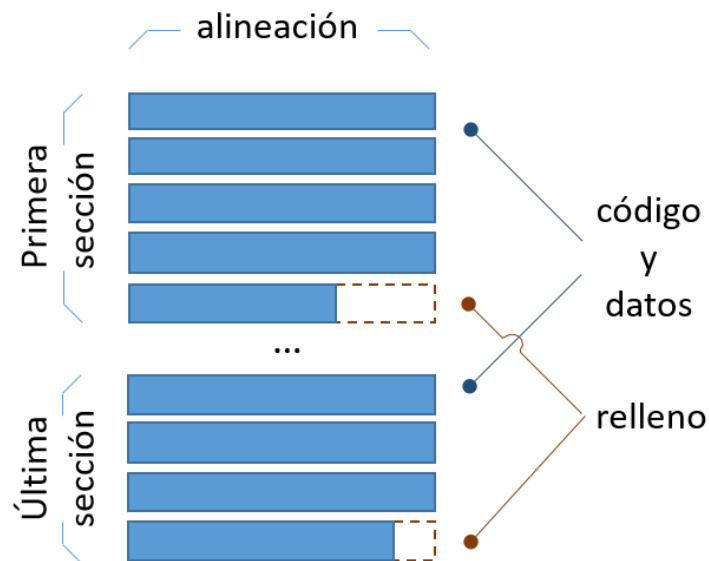 alineación
Primera
sección
código
y
datos
...
Última
sección
relleno